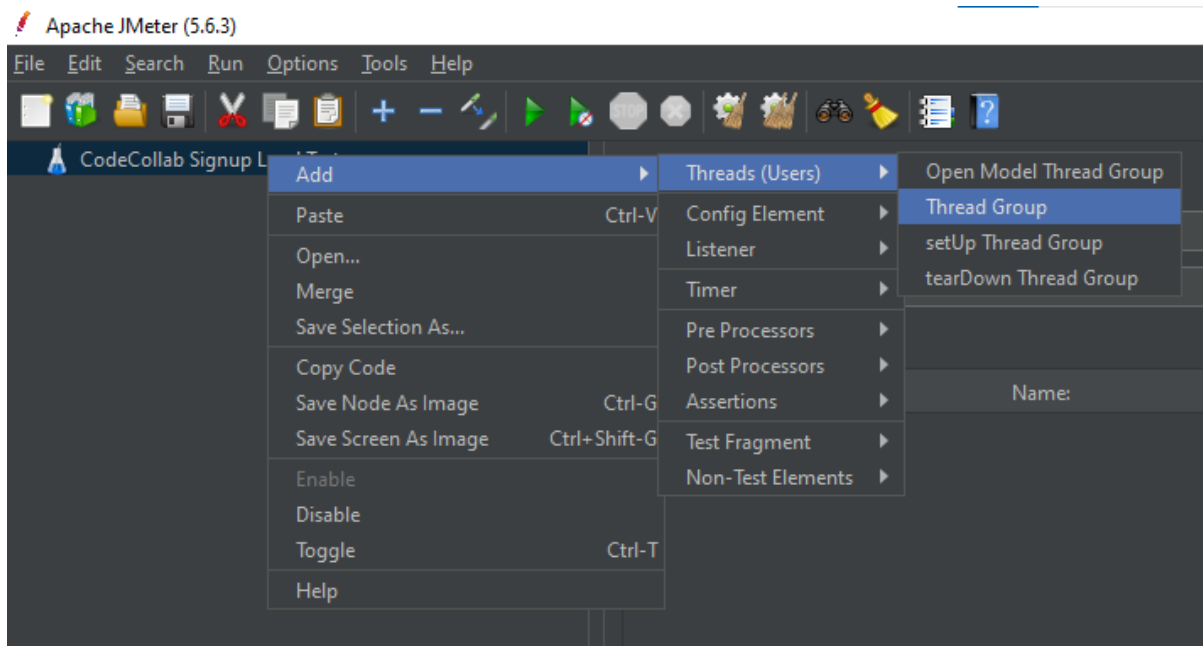 Apache JMeter (5.6.3)
File Edit Search Run Options Tools Help
STOP
CodeCollab Signup
Add
Paste Ctrl-V
Open...
Merge
Save Selection As...
Copy Code
Save Node As Image Ctrl-G
Save Screen As Image Ctrl+Shift-G
Enable
Disable
Toggle Ctrl-T
Help
Threads (Users)
Config Element
Listener
Timer
Pre Processors
Post Processors
Assertions
Test Fragment
Non-Test Elements
Open Model Thread Group
Thread Group
setUp Thread Group
tearDown Thread Group
Name: